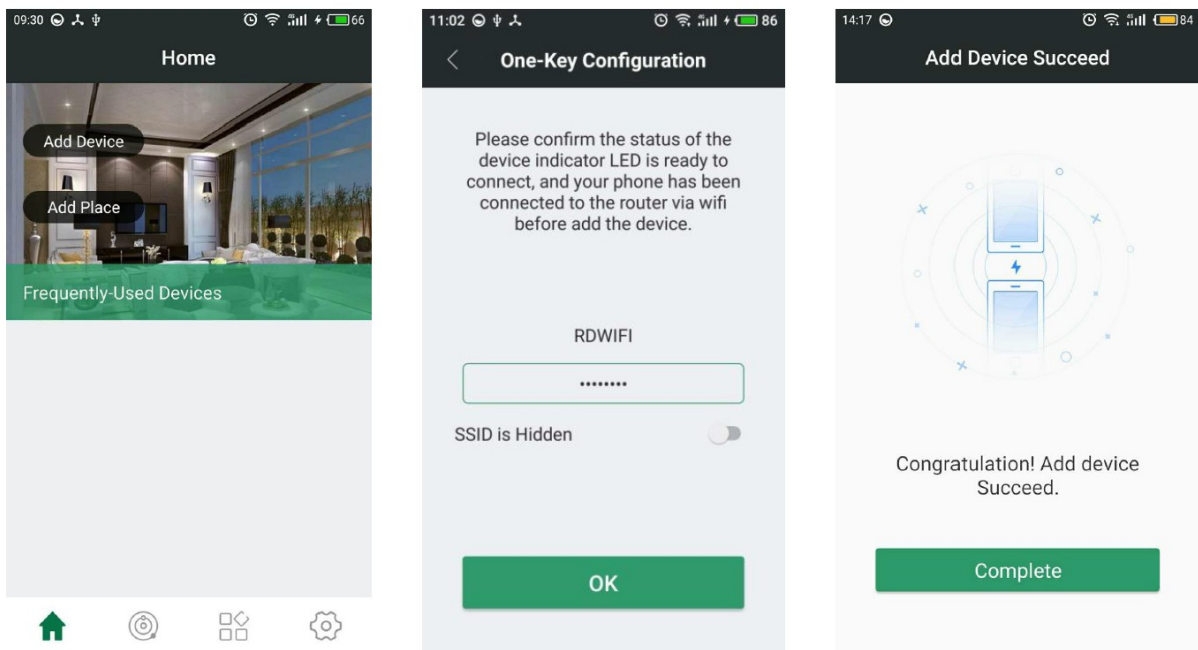 09:30 66
Home
Add Device
Add Place
Frequently-Used Devices
11:02 86
One-Key Configuration
Please confirm the status of the
device indicator LED is ready to
connect, and your phone has been
connected to the router via wifi
before add the device.
RDWIFI
••••••••
SSID is Hidden
OK
14:17 84
Add Device Succeed
Congratulation! Add device
Succeed.
Complete